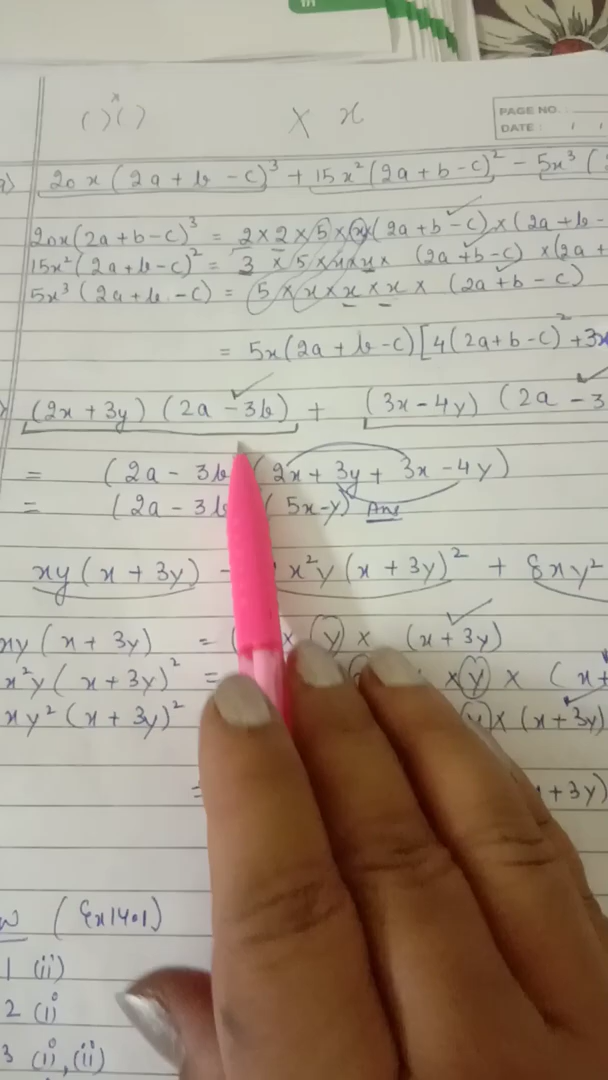 ( ) × ( ) × x
PAGE NO.
DATE : / /
a) 20x(2a + b - c)³ + 15x²(2a + b - c)² - 5x³(2
20x(2a + b - c)³ = 2 × 2 × 5 × x × (2a + b - c) × (2a + b -
15x²(2a + b - c)² = 3 × 5 × x × x × (2a + b - c) × (2a +
5x³(2a + b - c) = 5 × x × x × x × (2a + b - c)
= 5x(2a + b - c)[4(2a + b - c)² + 3x
(2x + 3y)(2a - 3b) + (3x - 4y)(2a - 3
= (2a - 3b (2x + 3y + 3x - 4y)
= (2a - 3b (5x - y) Ans
xy(x + 3y) - x²y(x + 3y)² + 8xy²
xy(x + 3y) = ( × y × (x + 3y)
x²y(x + 3y)² = × y × (x +
xy²(x + 3y)² y × (x + 3y)
= + 3y)
w (Ex 14.1)
1 (ii)
2 (i)
3 (i), (ii)